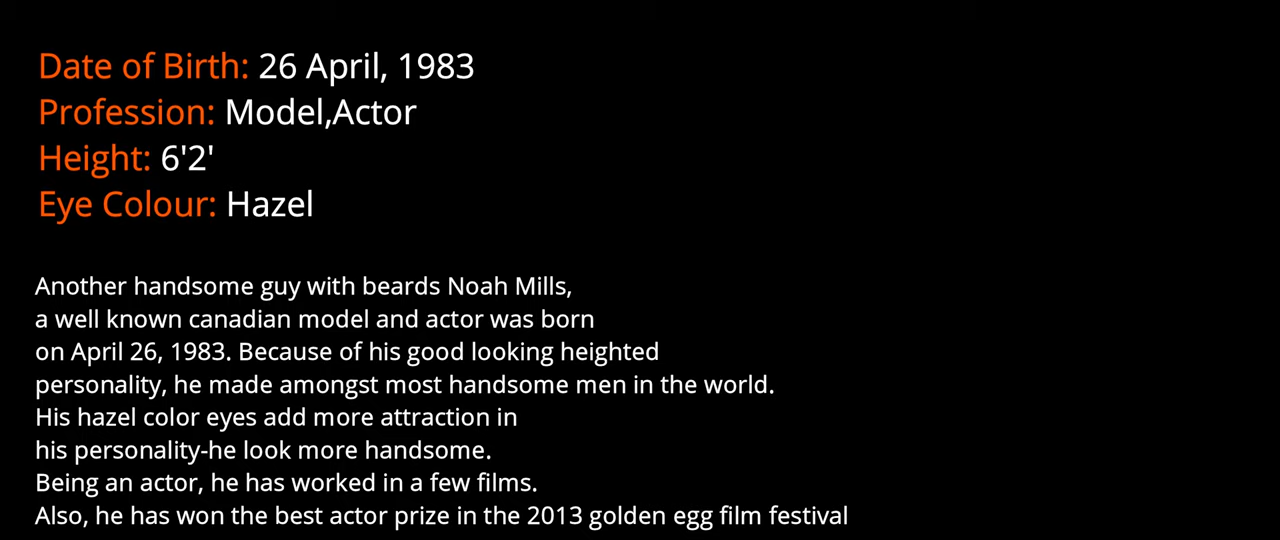 Date of Birth: 26 April, 1983
Profession: Model,Actor
Height: 6'2'
Eye Colour: Hazel
Another handsome guy with beards Noah Mills,
a well known canadian model and actor was born
on April 26, 1983. Because of his good looking heighted
personality, he made amongst most handsome men in the world.
His hazel color eyes add more attraction in
his personality-he look more handsome.
Being an actor, he has worked in a few films.
Also, he has won the best actor prize in the 2013 golden egg film festival